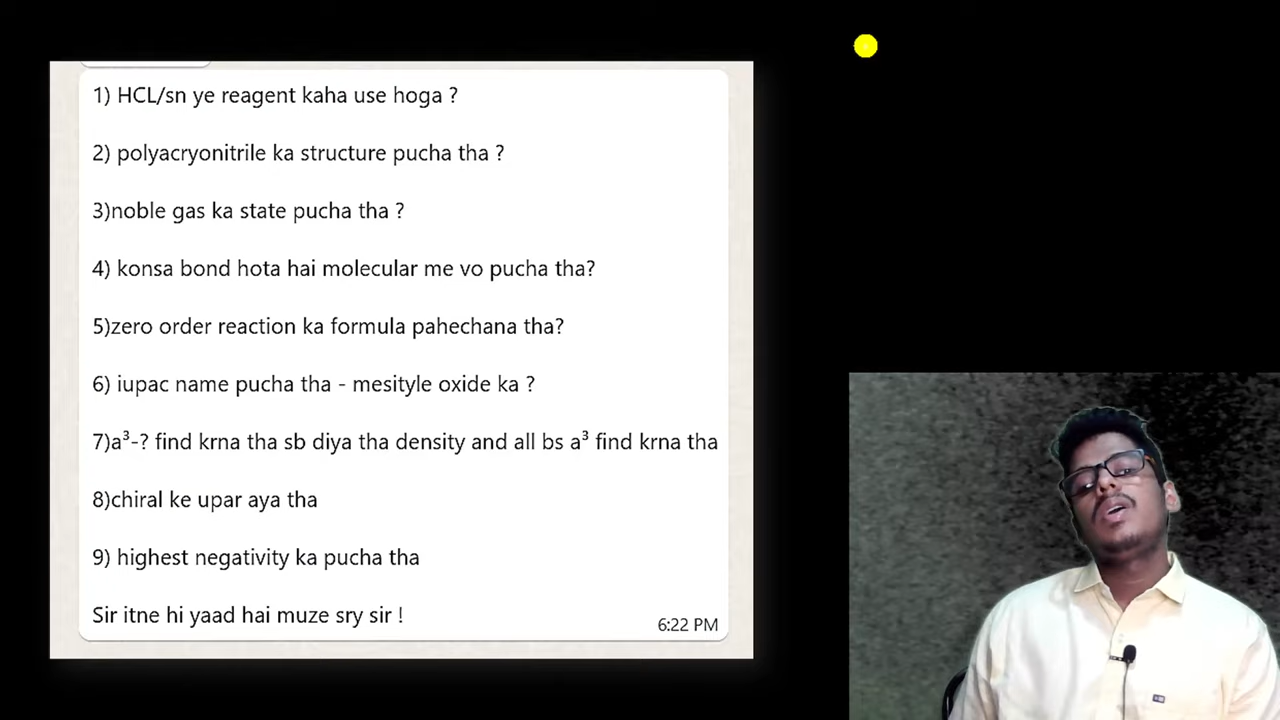 1) HCL/sn ye reagent kaha use hoga ?
2) polyacryonitrile ka structure pucha tha ?
3)noble gas ka state pucha tha ?
4) konsa bond hota hai molecular me vo pucha tha?
5)zero order reaction ka formula pahechana tha?
6) iupac name pucha tha - mesityle oxide ka ?
7)a³-? find krna tha sb diya tha density and all bs a³ find krna tha
8)chiral ke upar aya tha
9) highest negativity ka pucha tha
Sir itne hi yaad hai muze sry sir !
6:22 PM